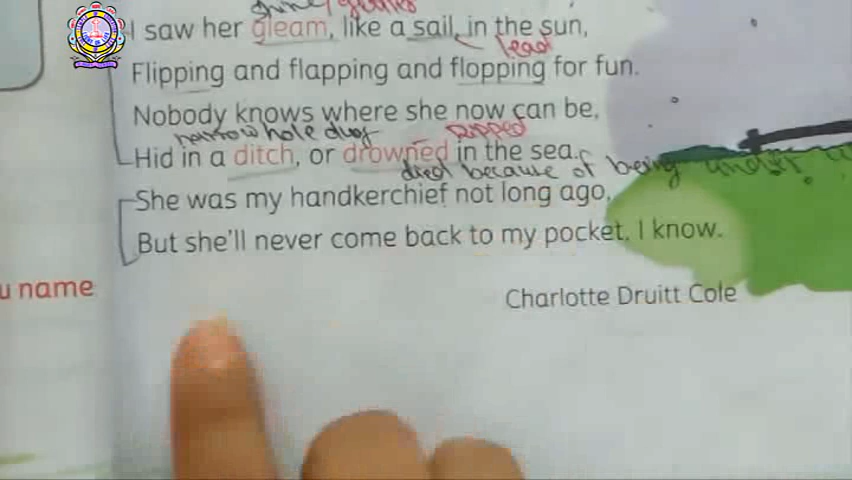 I saw her gleam, like a sail, in the sun,
lead
Flipping and flapping and flopping for fun.
Nobody knows where she now can be,
narrow hole dug
Hid in a ditch, or drowned in the sea.
died because of being under
She was my handkerchief not long ago,
But she'll never come back to my pocket. I know.
u name
Charlotte Druitt Cole